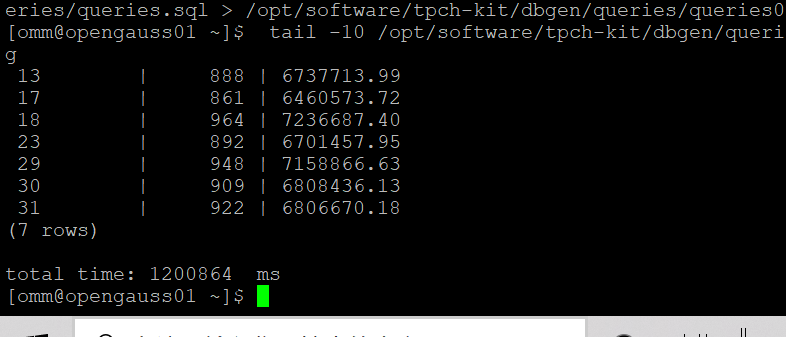 eries/queries.sql > /opt/software/tpch-kit/dbgen/queries/queries0
[omm@opengauss01 ~]$  tail -10 /opt/software/tpch-kit/dbgen/queri
g
 13        |      888 | 6737713.99
 17        |      861 | 6460573.72
 18        |      964 | 7236687.40
 23        |      892 | 6701457.95
 29        |      948 | 7158866.63
 30        |      909 | 6808436.13
 31        |      922 | 6806670.18
(7 rows)
total time: 1200864  ms
[omm@opengauss01 ~]$